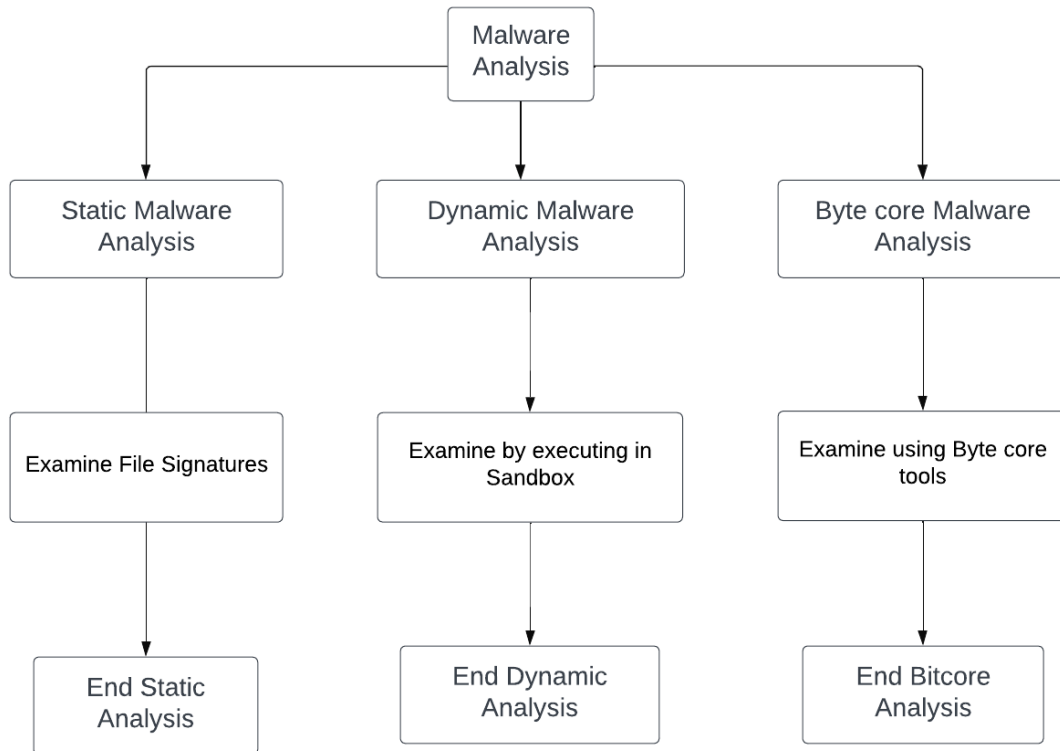 Malware
Analysis
Static Malware
Analysis
Dynamic Malware
Analysis
Byte core Malware
Analysis
Examine File Signatures
Examine by executing in
Sandbox
Examine using Byte core
tools
End Static
Analysis
End Dynamic
Analysis
End Bitcore
Analysis